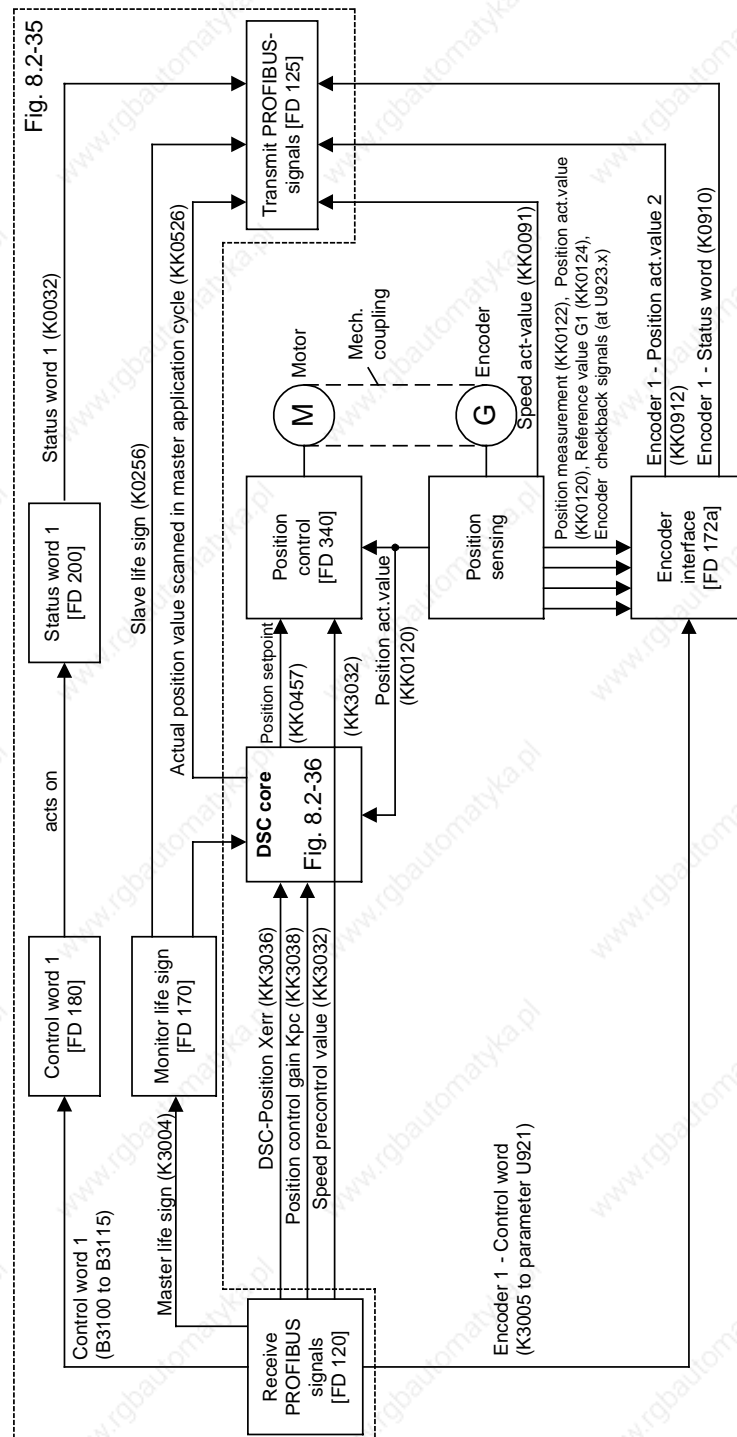 Fig. 8.2-35
Control word 1
(B3100 to B3115)
Control word 1
[FD 180]
acts on
Status word 1
[FD 200]
Status word 1 (K0032)
Master life sign (K3004)
Monitor life sign
[FD 170]
Slave life sign (K0256)
Actual position value scanned in master application cycle (KK0526)
Transmit PROFIBUS-
signals [FD 125]
Receive
PROFIBUS
signals
[FD 120]
DSC-Position Xerr (KK3036)
Position control gain Kpc (KK3038)
Speed precontrol value (KK3032)
DSC core
Fig. 8.2-36
Position setpoint
(KK0457)
(KK3032)
Position
control
[FD 340]
M
Motor
Mech.
coupling
G
Encoder
Position act.value
(KK0120)
Position
sensing
Speed act-value (KK0091)
Position measurement (KK0122), Position act.value
(KK0120), Reference value G1 (KK0124),
Encoder checkback signals (at U923.x)
Encoder 1 - Control word
(K3005 to parameter U921)
Encoder
interface
[FD 172a]
Encoder 1 - Position act.value 2
(KK0912)
Encoder 1 - Status word (K0910)
www.rgbautomatyka.pl